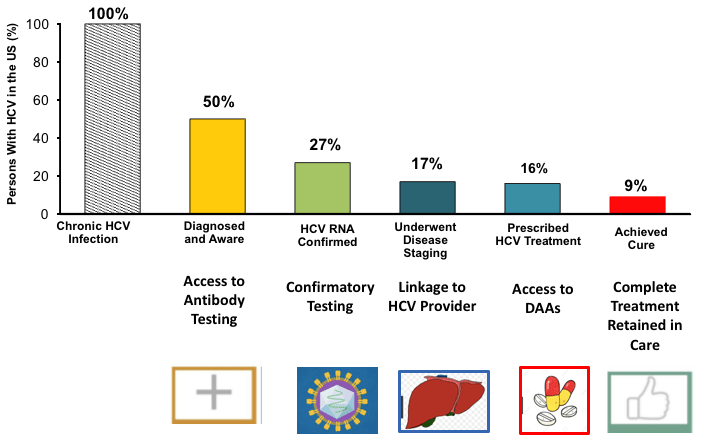 Persons With HCV in the US (%)
100
80
60
40
20
0
100%
50%
27%
17%
16%
9%
Chronic HCV
Infection
Diagnosed
and Aware
HCV RNA
Confirmed
Underwent
Disease
Staging
Prescribed
HCV Treatment
Achieved
Cure
Access to
Antibody
Testing
Confirmatory
Testing
Linkage to
HCV Provider
Access to
DAAs
Complete
Treatment
Retained in
Care